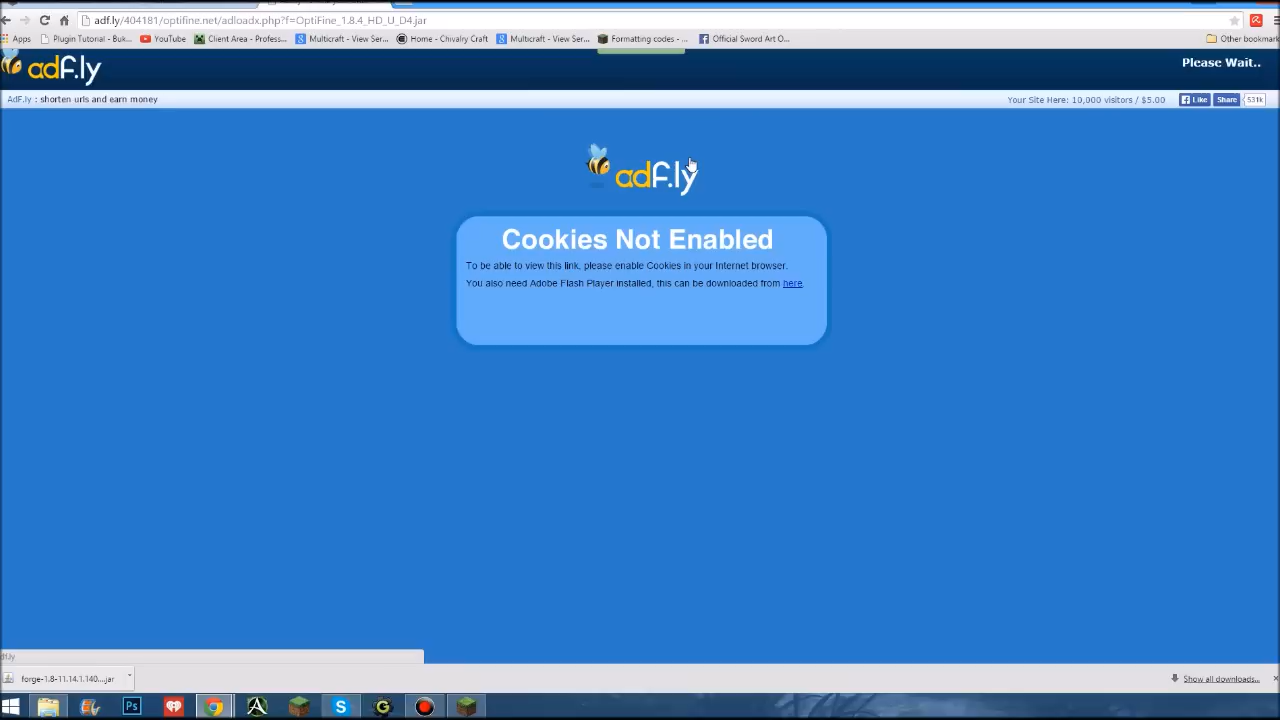 adf.ly/404181/optifine.net/adloadx.php?f=OptiFine_1.8.4_HD_U_D4.jar
Apps Plugin Tutorial - Buk... YouTube Client Area - Profess... Multicraft - View Ser... Home - Chivalry Craft Multicraft - View Ser... Formatting codes - ... Official Sword Art O... Other bookmark
adf.ly Please Wait..
AdF.ly : shorten urls and earn money Your Site Here: 10,000 visitors / $5.00 Like Share 531k
adf.ly
Cookies Not Enabled
To be able to view this link, please enable Cookies in your Internet browser.
You also need Adobe Flash Player installed, this can be downloaded from here.
forge-1.8-11.14.1.140....jar Show all downloads...
Ps